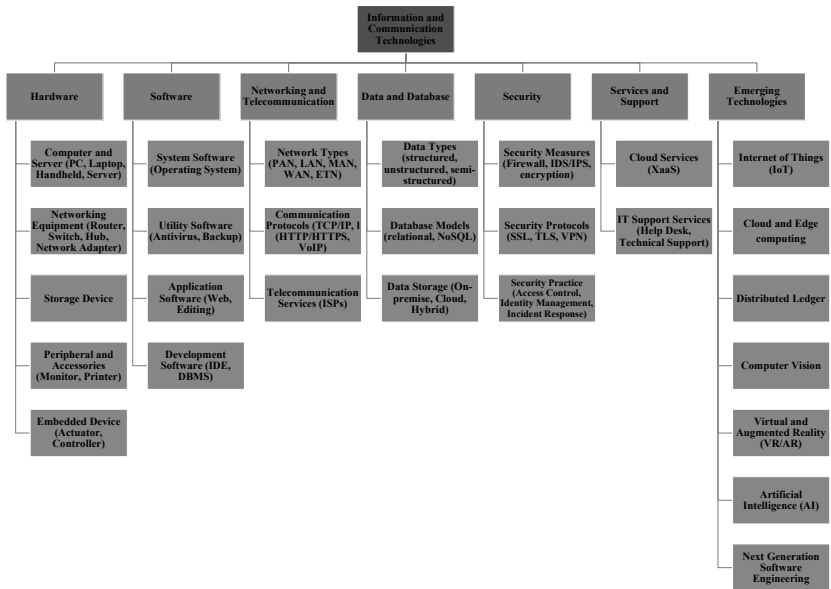 Information and
Communication
Technologies
Hardware
Software
Networking and
Telecommunication
Data and Database
Security
Services and
Support
Emerging
Technologies
Computer and
Server (PC, Laptop,
Handheld, Server)
Networking
Equipment (Router,
Switch, Hub,
Network Adapter)
Storage Device
Peripheral and
Accessories
(Monitor, Printer)
Embedded Device
(Actuator,
Controller)
System Software
(Operating System)
Utility Software
(Antivirus, Backup)
Application
Software (Web,
Editing)
Development
Software (IDE,
DBMS)
Network Types
(PAN, LAN, MAN,
WAN, ETN)
Communication
Protocols (TCP/IP, I
(HTTP/HTTPS,
VoIP)
Telecommunication
Services (ISPs)
Data Types
(structured,
unstructured, semi-
structured)
Database Models
(relational, NoSQL)
Data Storage (On-
premise, Cloud,
Hybrid)
Security Measures
(Firewall, IDS/IPS,
encryption)
Security Protocols
(SSL, TLS, VPN)
Security Practice
(Access Control,
Identity Management,
Incident Response)
Cloud Services
(XaaS)
IT Support Services
(Help Desk,
Technical Support)
Internet of Things
(IoT)
Cloud and Edge
computing
Distributed Ledger
Computer Vision
Virtual and
Augmented Reality
(VR/AR)
Artificial
Intelligence (AI)
Next Generation
Software
Engineering